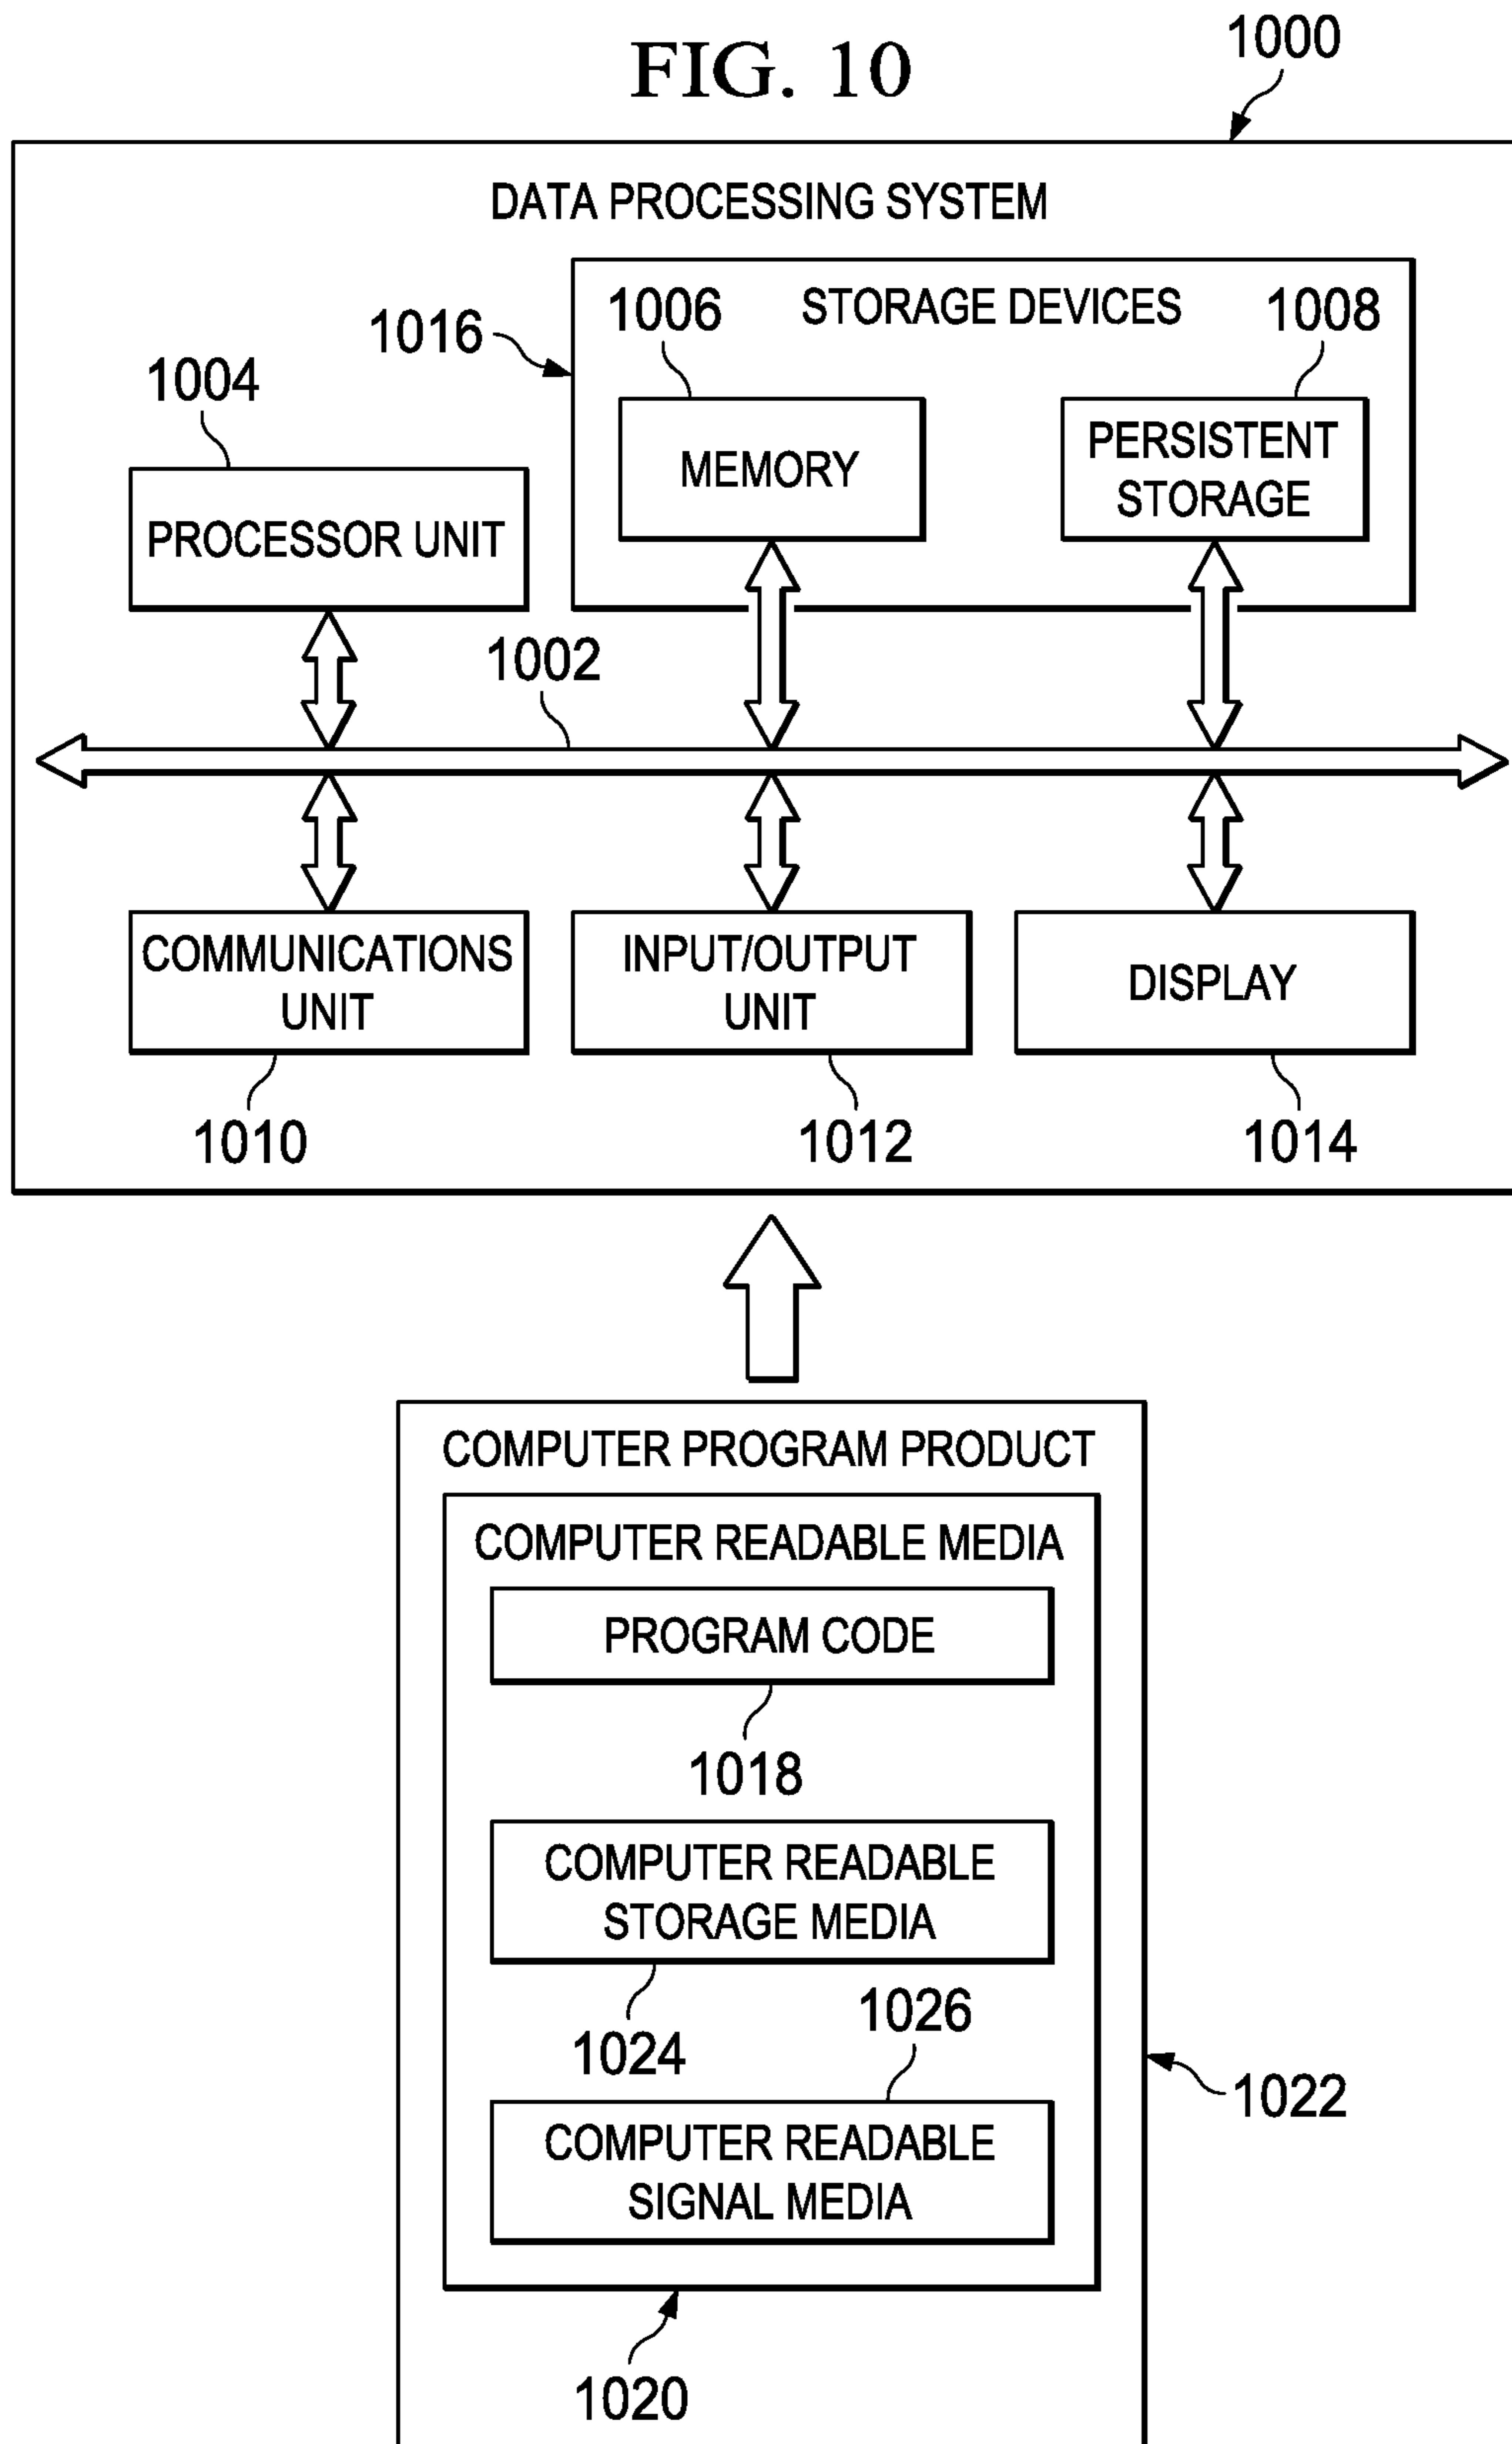 FIG. 10
1000
DATA PROCESSING SYSTEM
STORAGE DEVICES
1016
1006
1008
1004
MEMORY
PERSISTENT
STORAGE
PROCESSOR UNIT
1002
COMMUNICATIONS
UNIT
INPUT/OUTPUT
UNIT
DISPLAY
1010
1012
1014
COMPUTER PROGRAM PRODUCT
COMPUTER READABLE MEDIA
PROGRAM CODE
1018
COMPUTER READABLE
STORAGE MEDIA
1024
1026
COMPUTER READABLE
SIGNAL MEDIA
1022
1020